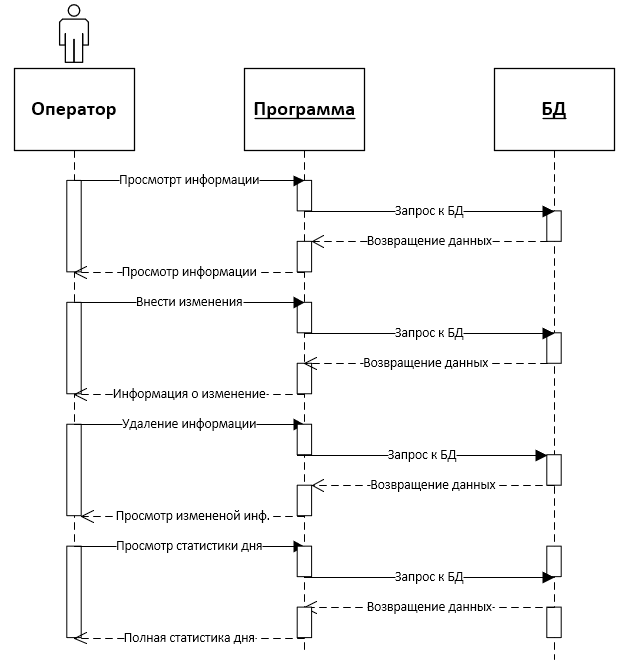 Оператор
Программа
БД
Просмотрт информации
Запрос к БД
Возвращение данных
Просмотр информации
Внести изменения
Запрос к БД
Возвращение данных
Информация о изменение
Удаление информации
Запрос к БД
Возвращение данных
Просмотр измененой инф.
Просмотр статистики дня
Запрос к БД
Возвращение данных
Полная статистика дня